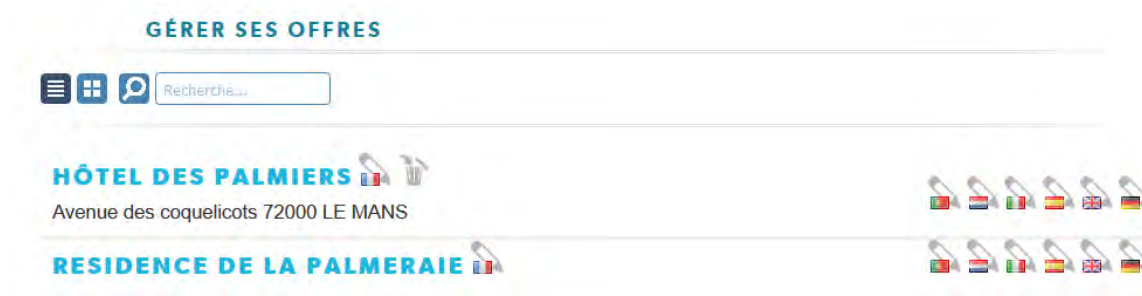 GÉRER SES OFFRES
Recherche...
HÔTEL DES PALMIERS
Avenue des coquelicots 72000 LE MANS
RESIDENCE DE LA PALMERAIE